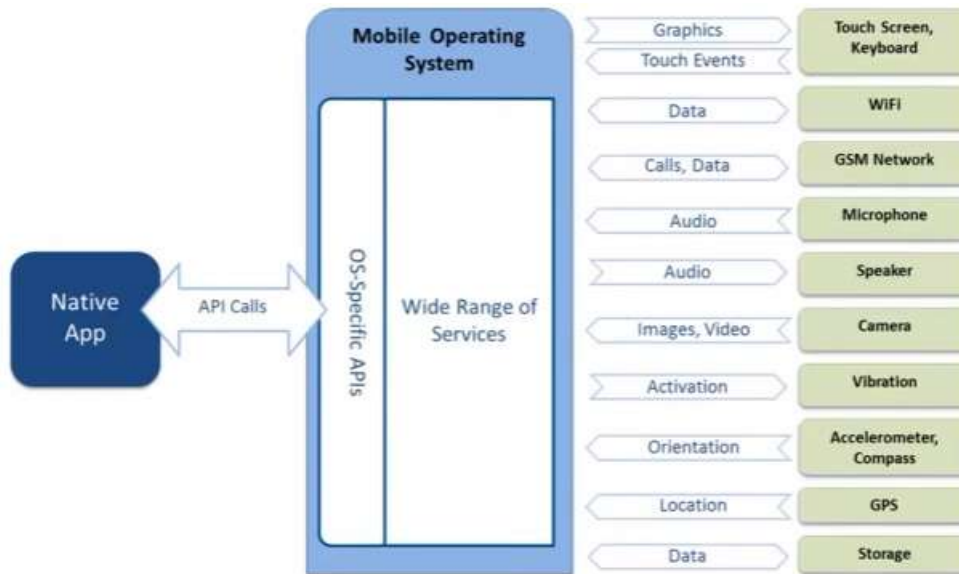 Mobile Operating
System
Graphics
Touch Screen,
Keyboard
Touch Events
Data
WiFi
Calls, Data
GSM Network
Audio
Microphone
Audio
Speaker
Native
App
API Calls
OS-Specific APIs
Wide Range of
Services
Images, Video
Camera
Activation
Vibration
Orientation
Accelerometer,
Compass
Location
GPS
Data
Storage